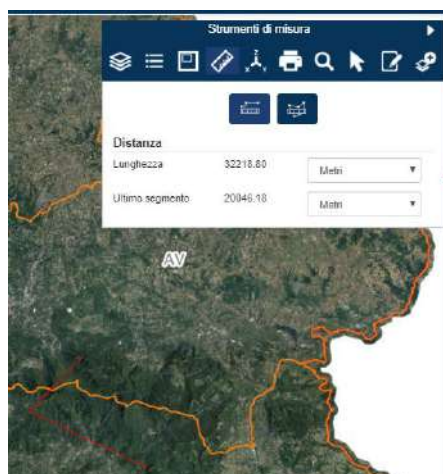 Strumenti di misura
Distanza
Lunghezza 32218.80 Metri
Ultimo segmento 20046.18 Metri
AV